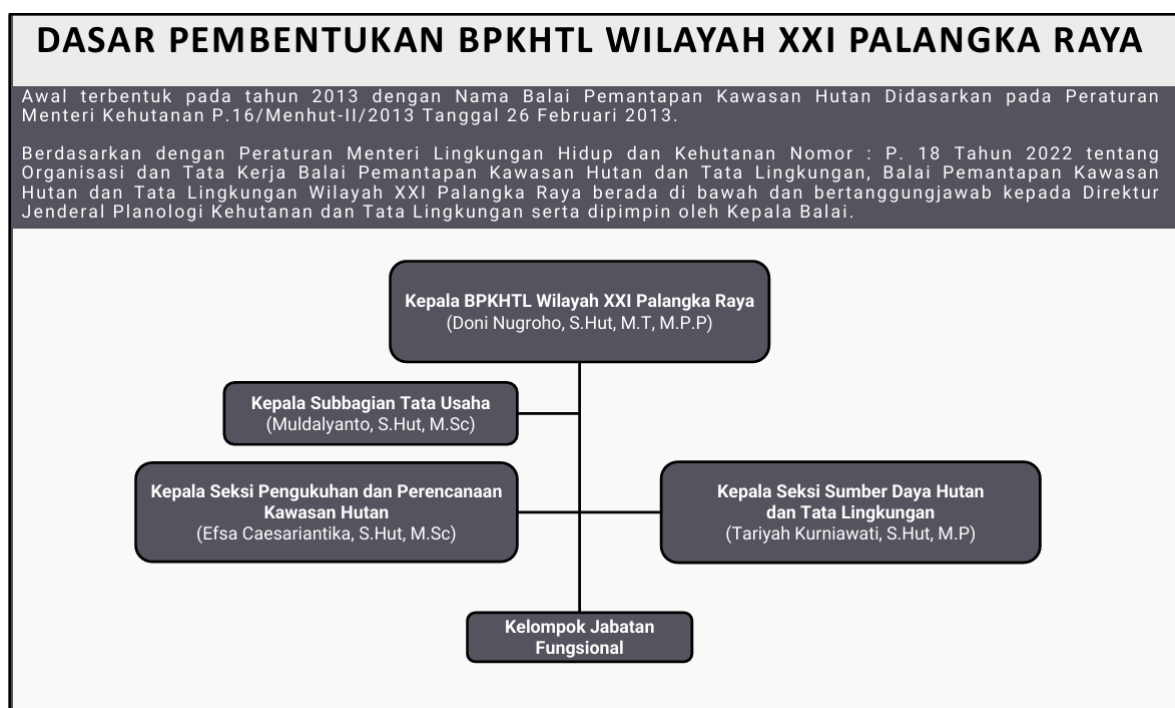 DASAR PEMBENTUKAN BPKHTL WILAYAH XXI PALANGKA RAYA
Awal terbentuk pada tahun 2013 dengan Nama Balai Pemantapan Kawasan Hutan Didasarkan pada Peraturan
Menteri Kehutanan P.16/Menhut-II/2013 Tanggal 26 Februari 2013.
Berdasarkan dengan Peraturan Menteri Lingkungan Hidup dan Kehutanan Nomor : P. 18 Tahun 2022 tentang
Organisasi dan Tata Kerja Balai Pemantapan Kawasan Hutan dan Tata Lingkungan, Balai Pemantapan Kawasan
Hutan dan Tata Lingkungan Wilayah XXI Palangka Raya berada di bawah dan bertanggungjawab kepada Direktur
Jenderal Planologi Kehutanan dan Tata Lingkungan serta dipimpin oleh Kepala Balai.
Kepala BPKHTL Wilayah XXI Palangka Raya
(Doni Nugroho, S.Hut, M.T, M.P.P)
Kepala Subbagian Tata Usaha
(Muldalyanto, S.Hut, M.Sc)
Kepala Seksi Pengukuhan dan Perencanaan
Kawasan Hutan
(Efsa Caesariantika, S.Hut, M.Sc)
Kepala Seksi Sumber Daya Hutan
dan Tata Lingkungan
(Tariyah Kurniawati, S.Hut, M.P)
Kelompok Jabatan
Fungsional